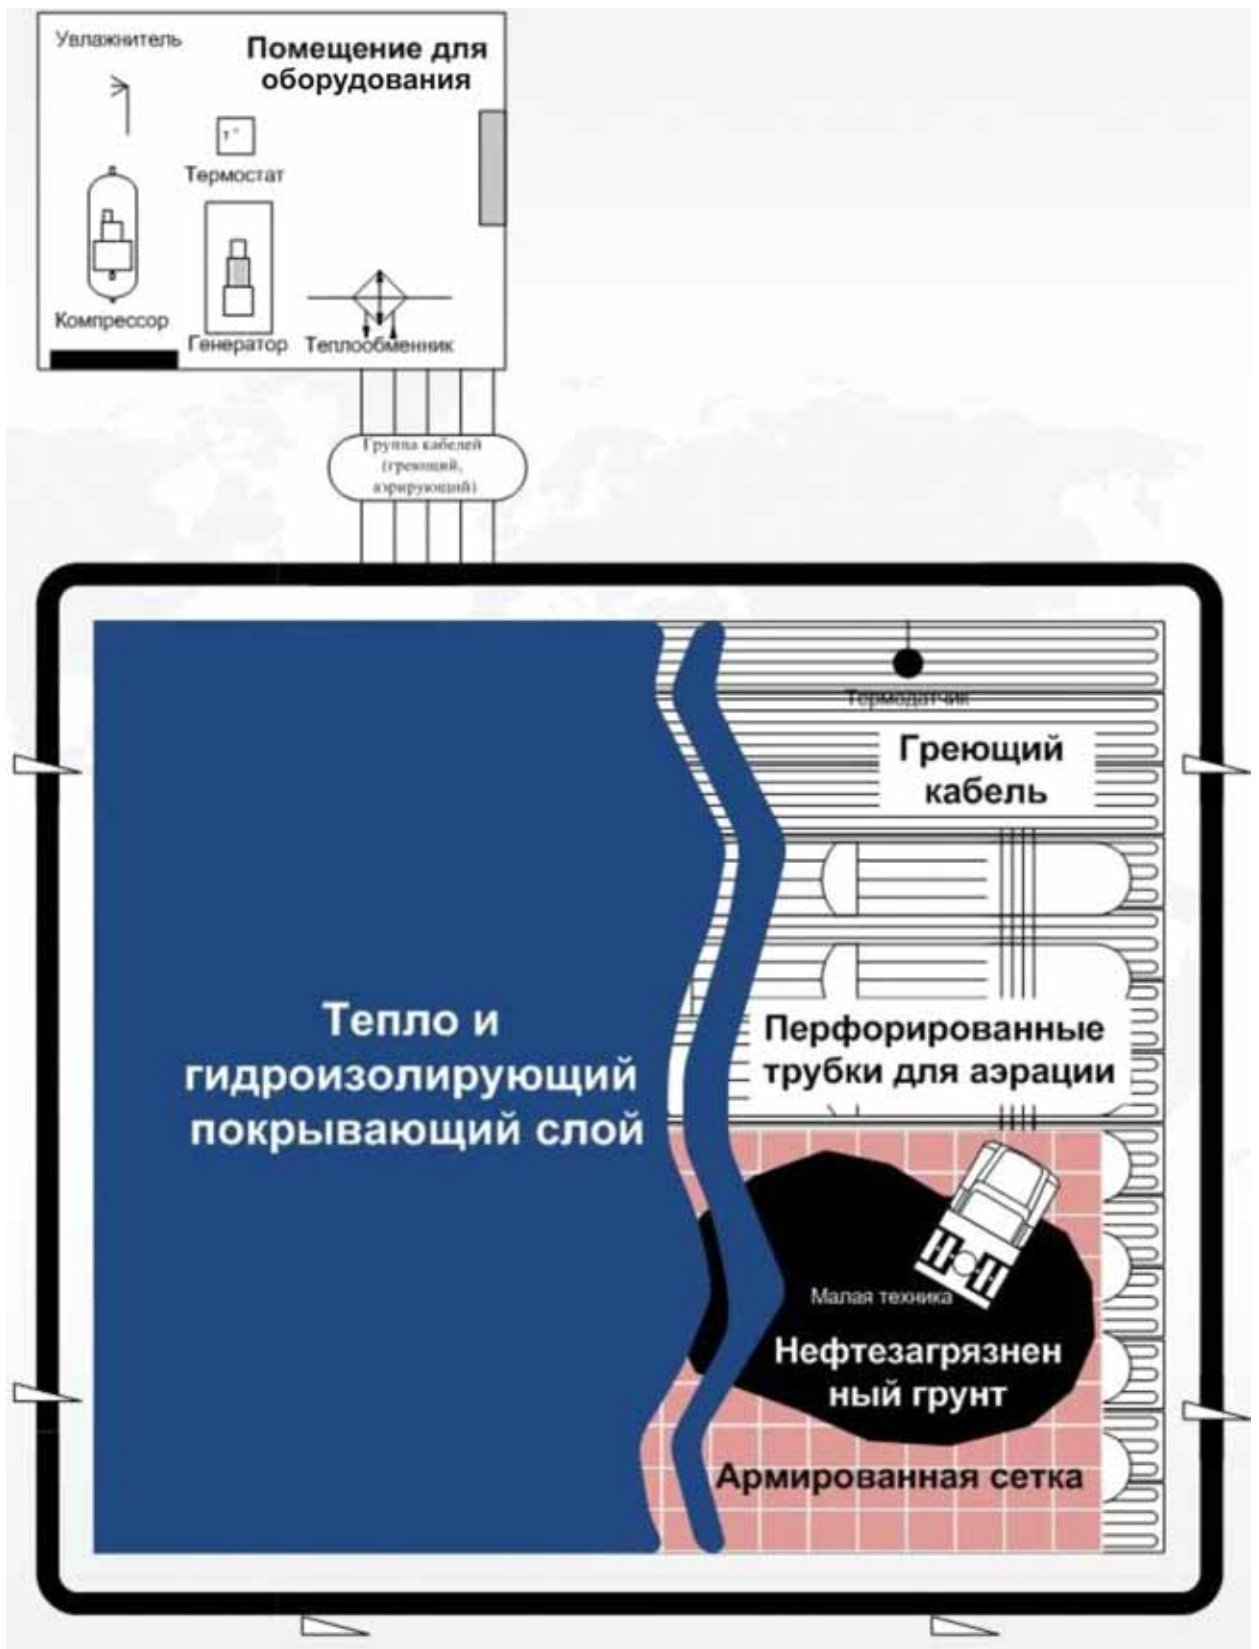 Увлажнитель
Помещение для
оборудования
т°
Термостат
Компрессор
Генератор
Теплообменник
Группа кабелей
(греющий,
аэрирующий)
Термодатчик
Греющий
кабель
Тепло и
гидроизолирующий
покрывающий слой
Перфорированные
трубки для аэрации
Малая техника
Нефтезагрязнен
ный грунт
Армированная сетка